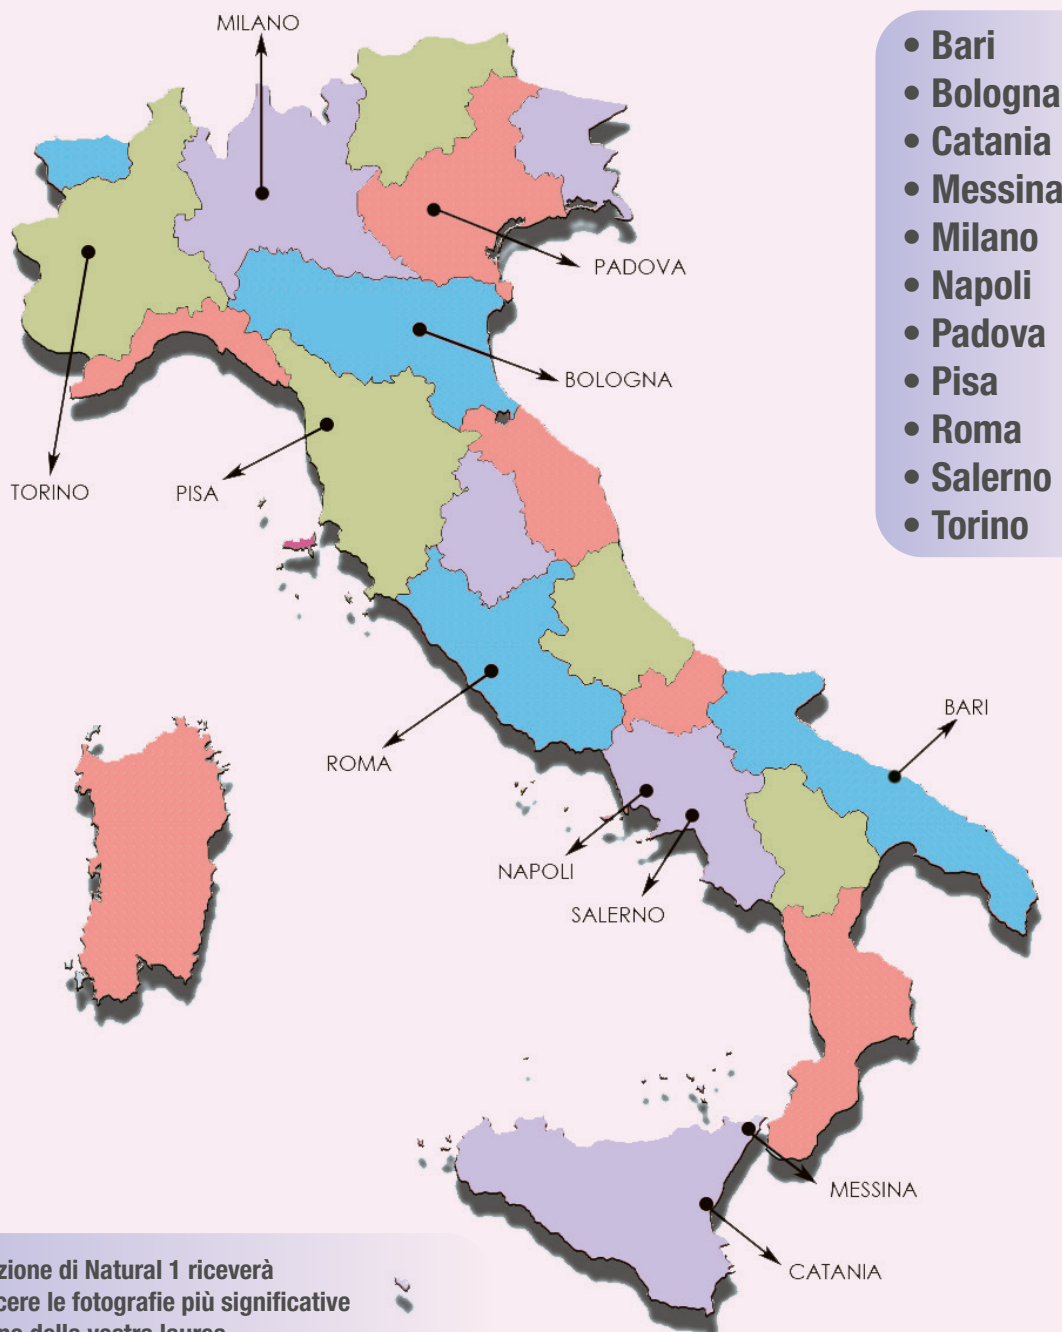 MILANO
• Bari
• Bologna
• Catania
• Messina
• Milano
• Napoli
• Padova
• Pisa
• Roma
• Salerno
• Torino
PADOVA
BOLOGNA
TORINO
PISA
ROMA
BARI
NAPOLI
SALERNO
MESSINA
CATANIA
zione di Natural 1 riceverà
cere le fotografie più significative